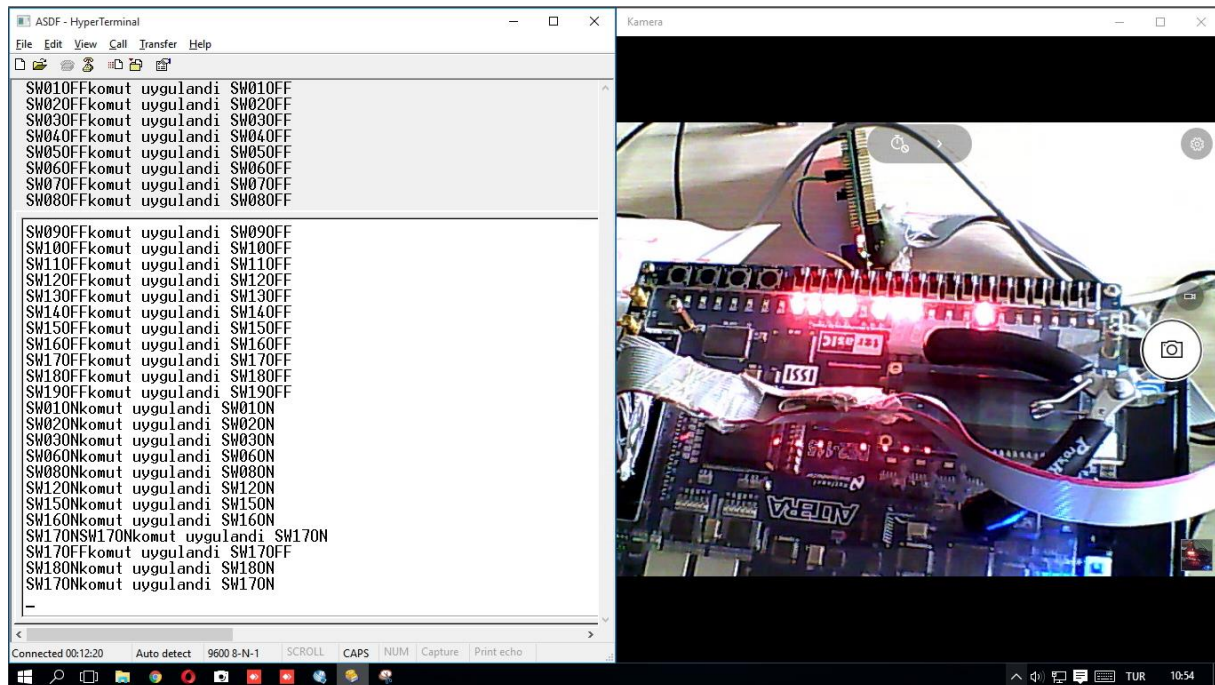 ASDF - HyperTerminal
File Edit View Call Transfer Help
SW01OFFkomut uygulandi SW01OFF
SW02OFFkomut uygulandi SW02OFF
SW03OFFkomut uygulandi SW03OFF
SW04OFFkomut uygulandi SW04OFF
SW05OFFkomut uygulandi SW05OFF
SW06OFFkomut uygulandi SW06OFF
SW07OFFkomut uygulandi SW07OFF
SW08OFFkomut uygulandi SW08OFF
SW09OFFkomut uygulandi SW09OFF
SW10OFFkomut uygulandi SW10OFF
SW11OFFkomut uygulandi SW11OFF
SW12OFFkomut uygulandi SW12OFF
SW13OFFkomut uygulandi SW13OFF
SW14OFFkomut uygulandi SW14OFF
SW15OFFkomut uygulandi SW15OFF
SW16OFFkomut uygulandi SW16OFF
SW17OFFkomut uygulandi SW17OFF
SW18OFFkomut uygulandi SW18OFF
SW19OFFkomut uygulandi SW19OFF
SW01ONkomut uygulandi SW01ON
SW02ONkomut uygulandi SW02ON
SW03ONkomut uygulandi SW03ON
SW06ONkomut uygulandi SW06ON
SW08ONkomut uygulandi SW08ON
SW12ONkomut uygulandi SW12ON
SW15ONkomut uygulandi SW15ON
SW16ONkomut uygulandi SW16ON
SW17ONSW17ONkomut uygulandi SW17ON
SW17OFFkomut uygulandi SW17OFF
SW18ONkomut uygulandi SW18ON
SW17ONkomut uygulandi SW17ON
Connected 00:12:20 Auto detect 9600 8-N-1 SCROLL CAPS NUM Capture Print echo
Kamera
terasIC
ISSI
ALTERA
TUR 10:54